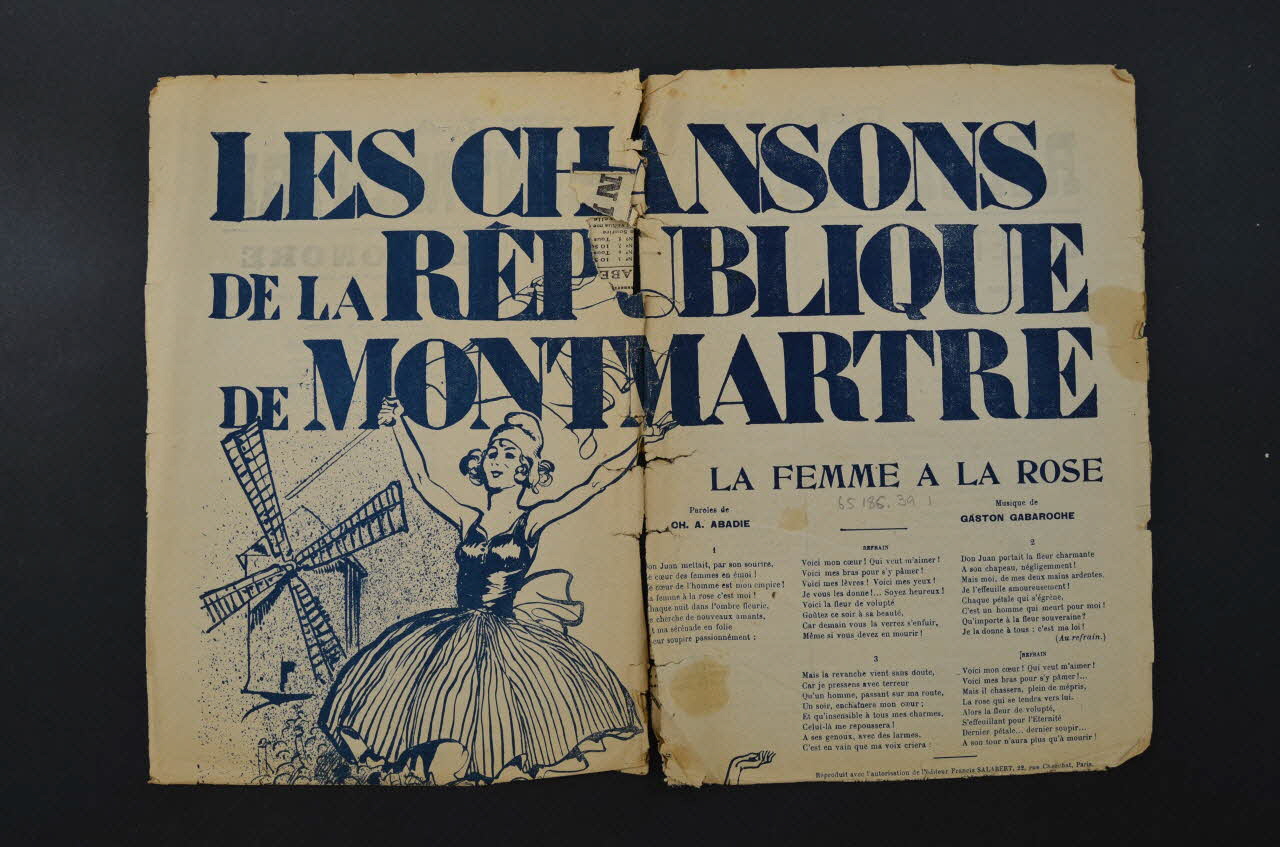 LES CHANSONS
DE LA RÉPUBLIQUE
DE MONTMARTRE
LA FEMME A LA ROSE
65 186. 39 1
Paroles de
CH. A. ABADIE
Musique de
GASTON GABAROCHE
1
Don Juan mettait, par son sourire,
Le cœur des femmes en émoi !
Le cœur de l'homme est mon empire !
La femme à la rose c'est moi !
Chaque nuit dans l'ombre fleurie,
Je cherche de nouveaux amants,
Et ma sérénade en folie
Leur soupire passionnément :
REFRAIN
Voici mon cœur ! Qui veut m'aimer !
Voici mes bras pour s'y pâmer !
Voici mes lèvres ! Voici mes yeux !
Je vous les donne !... Soyez heureux !
Voici la fleur de volupté
Goûtez ce soir à sa beauté,
Car demain vous la verrez s'enfuir,
Même si vous devez en mourir !
2
Don Juan portait la fleur charmante
A son chapeau, négligemment !
Mais moi, de mes deux mains ardentes,
Je l'effeuille amoureusement !
Chaque pétale qui s'égrène,
C'est un homme qui meurt pour moi !
Qu'importe à la fleur souveraine ?
Je la donne à tous : c'est ma loi !
(Au refrain.)
3
Mais la revanche vient sans doute,
Car je pressens avec terreur
Qu'un homme, passant sur ma route,
Un soir, enchaînera mon cœur ;
Et qu'insensible à tous mes charmes,
Celui-là me repoussera !
A ses genoux, avec des larmes,
C'est en vain que ma voix criera :
REFRAIN
Voici mon cœur ! Qui veut m'aimer !
Voici mes bras pour s'y pâmer !...
Mais il chassera, plein de mépris,
La rose qui se tendra vers lui.
Alors la fleur de volupté,
S'effeuillant pour l'Eternité
Dernier pétale... dernier soupir...
A son tour n'aura plus qu'à mourir !
Reproduit avec l'autorisation de l'éditeur Francis SALABERT, 22, rue Chauchat, Paris.